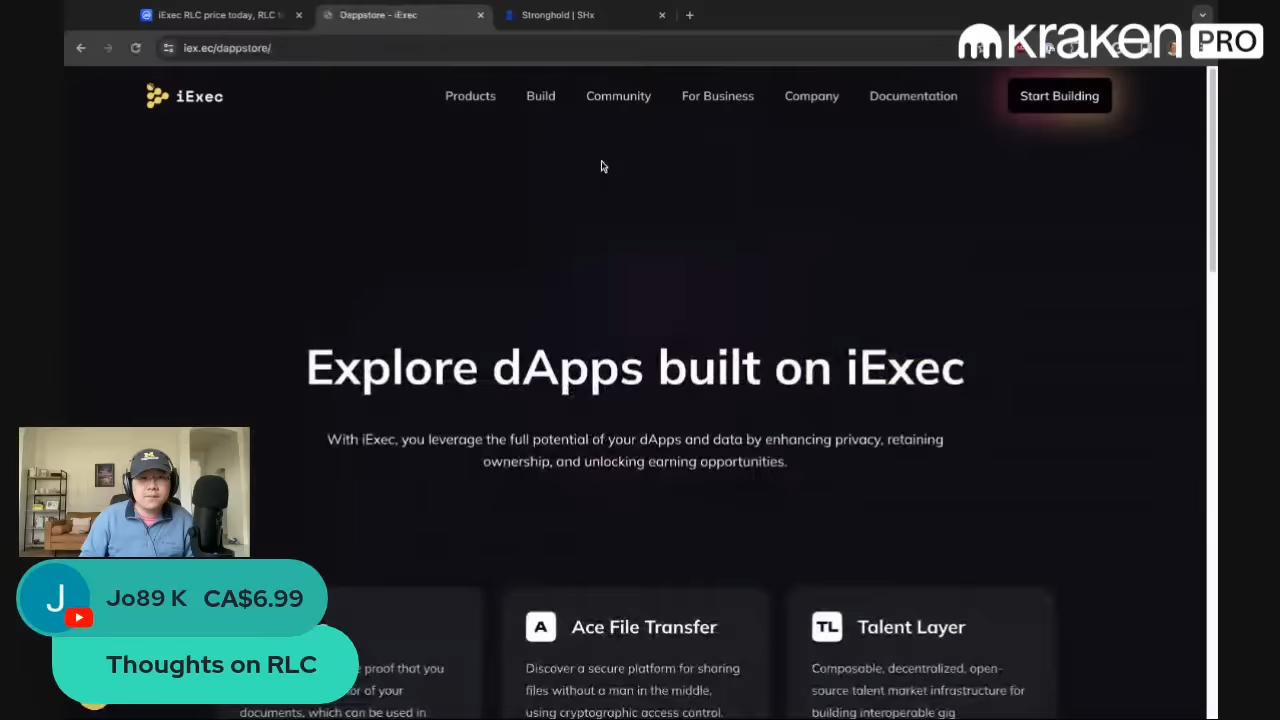 iExec RLC price today, RLC t
Dappstore - iExec
Stronghold | SHx
iex.ec/dappstore/
kraken PRO
iExec
Products
Build
Community
For Business
Company
Documentation
Start Building
Explore dApps built on iExec
With iExec, you leverage the full potential of your dApps and data by enhancing privacy, retaining
ownership, and unlocking earning opportunities.
J
Jo89 K CA$6.99
Thoughts on RLC
proof that you
or of your
documents, which can be used in
A Ace File Transfer
Discover a secure platform for sharing
files without a man in the middle,
using cryptographic access control.
TL Talent Layer
Composable, decentralized, open-
source talent market infrastructure for
building interoperable gig